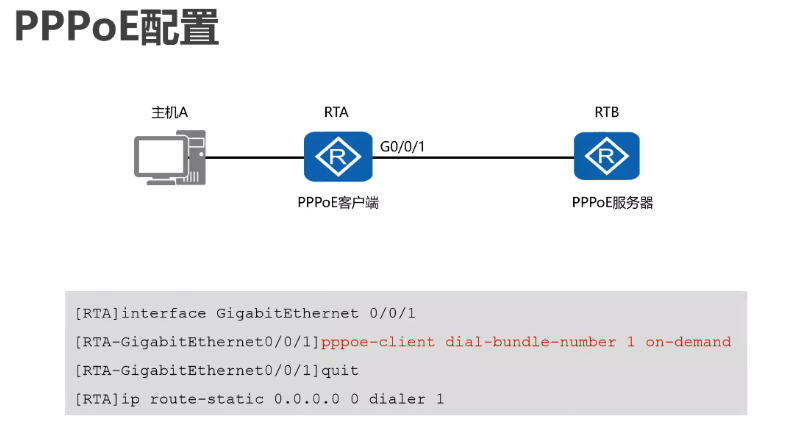 PPPoE配置
主机A
RTA
RTB
G0/0/1
R
R
PPPoE客户端
PPPoE服务器
[RTA]interface GigabitEthernet 0/0/1
[RTA-GigabitEthernet0/0/1]pppoe-client dial-bundle-number 1 on-demand
[RTA-GigabitEthernet0/0/1]quit
[RTA]ip route-static 0.0.0.0 0 dialer 1